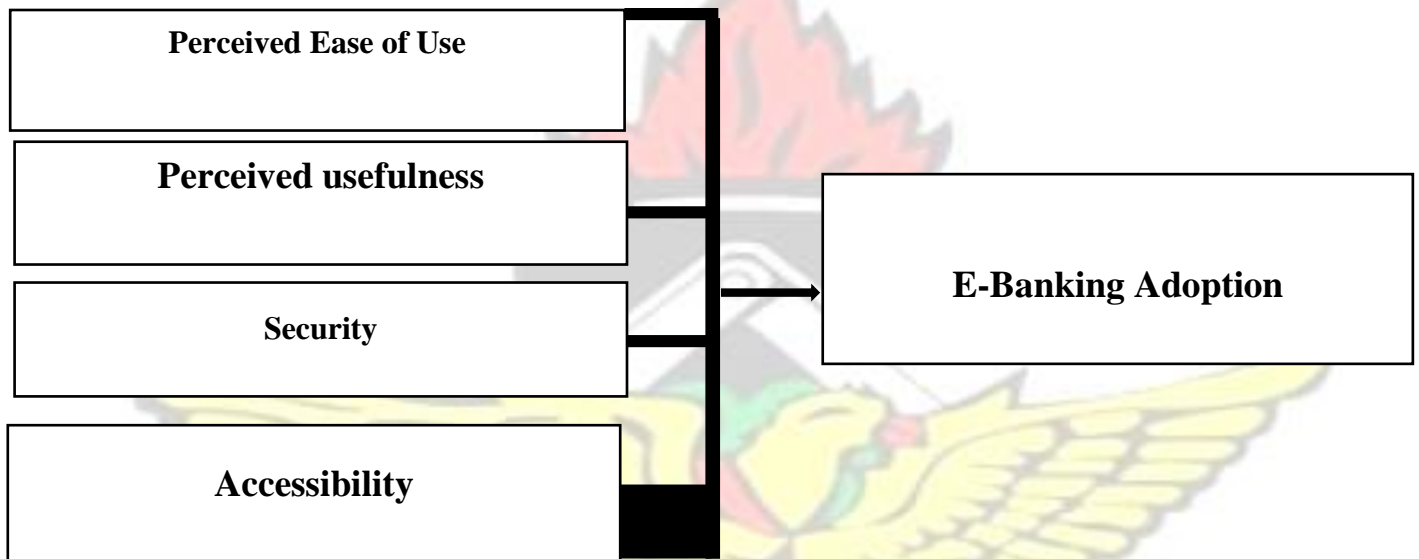 Perceived Ease of Use
Perceived usefulness
Security
Accessibility
E-Banking Adoption